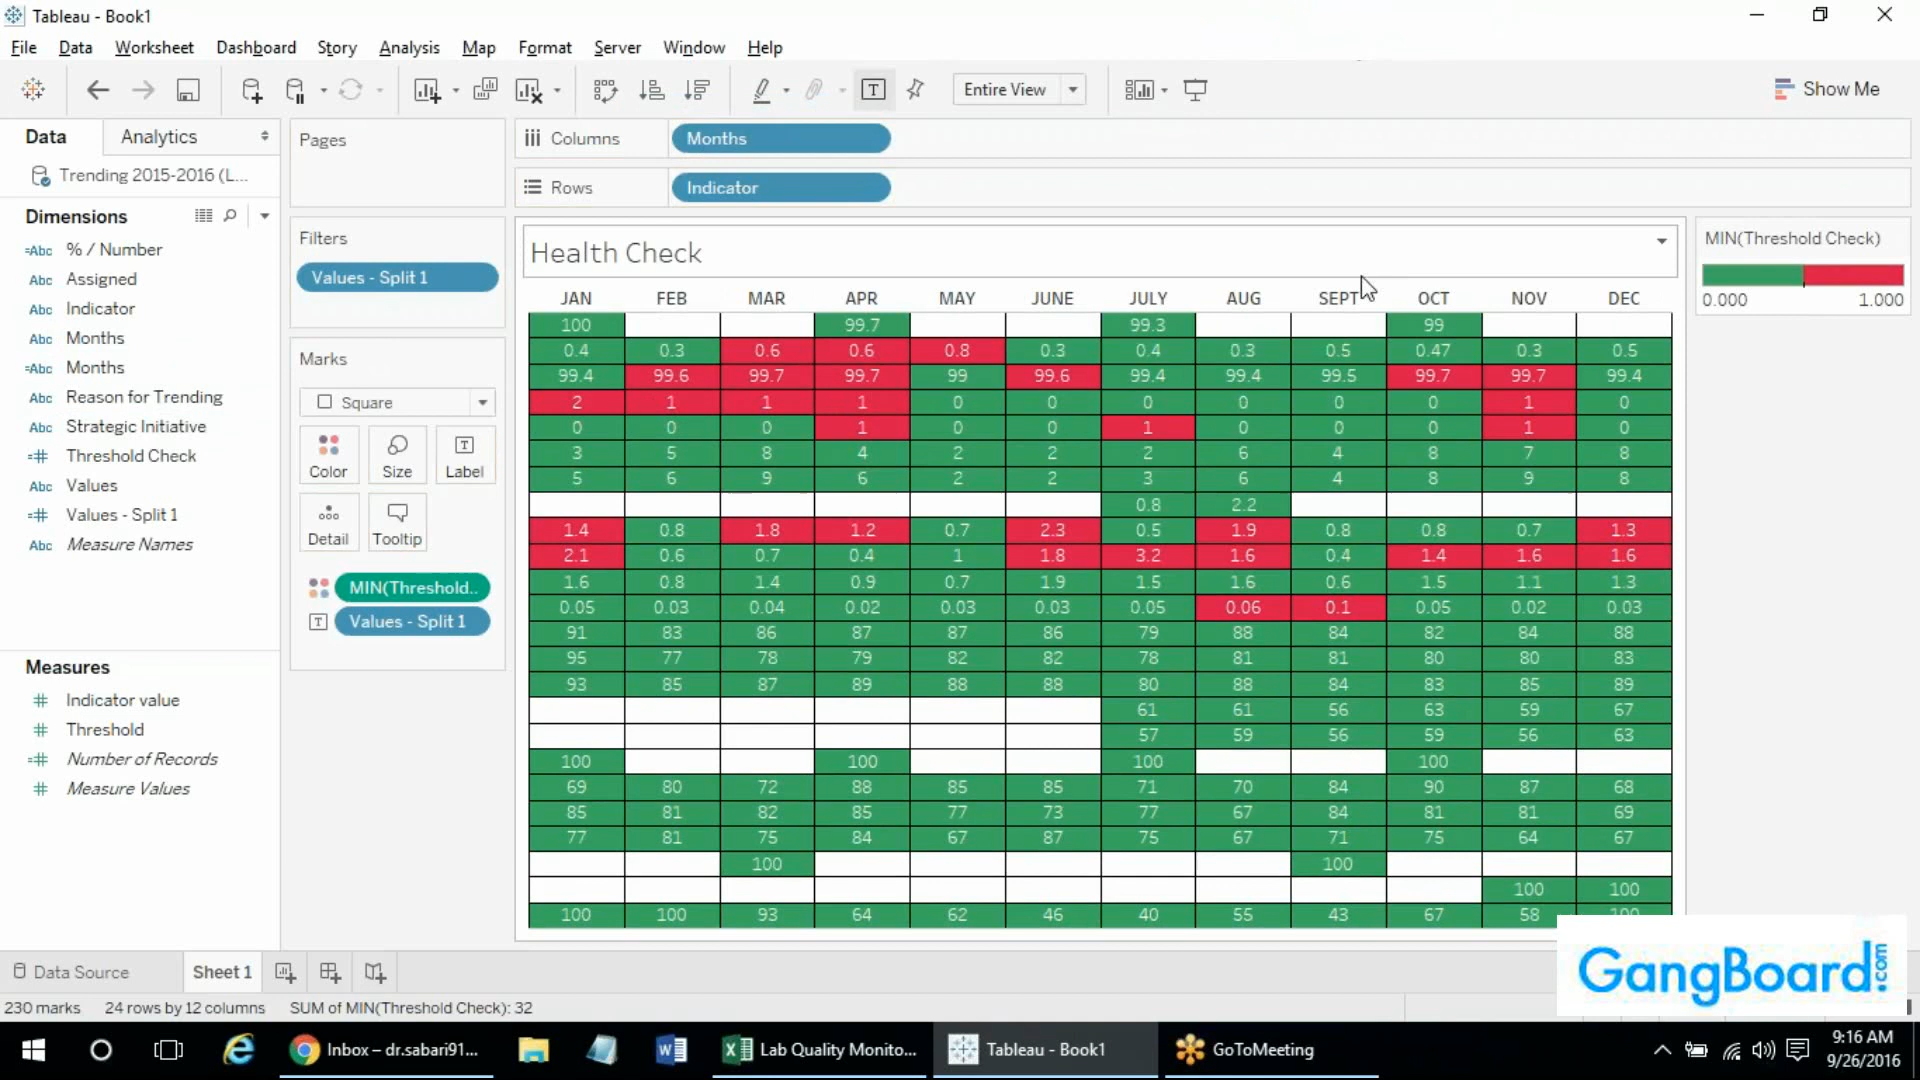 Tableau - Book1
File Data Worksheet Dashboard Story Analysis Map Format Server Window Help
Entire View
Show Me
Data Analytics
Trending 2015-2016 (L...
Dimensions
Abc % / Number
Abc Assigned
Abc Indicator
Abc Months
Abc Months
Abc Reason for Trending
Abc Strategic Initiative
# Threshold Check
Abc Values
# Values - Split 1
Abc Measure Names
Measures
# Indicator value
# Threshold
# Number of Records
# Measure Values
Pages
Filters
Values - Split 1
Marks
Square
Color Size Label
Detail Tooltip
MIN(Threshold..
T Values - Split 1
Columns Months
Rows Indicator
Health Check
JAN FEB MAR APR MAY JUNE JULY AUG SEPT OCT NOV DEC
100 99.7 99.3 99
0.4 0.3 0.6 0.6 0.8 0.3 0.4 0.3 0.5 0.47 0.3 0.5
99.4 99.6 99.7 99.7 99 99.6 99.4 99.4 99.5 99.7 99.7 99.4
2 1 1 1 0 0 0 0 0 0 1 0
0 0 0 1 0 0 1 0 0 0 1 0
3 5 8 4 2 2 2 6 4 8 7 8
5 6 9 6 2 2 3 6 4 8 9 8
0.8 2.2
1.4 0.8 1.8 1.2 0.7 2.3 0.5 1.9 0.8 0.8 0.7 1.3
2.1 0.6 0.7 0.4 1 1.8 3.2 1.6 0.4 1.4 1.6 1.6
1.6 0.8 1.4 0.9 0.7 1.9 1.5 1.6 0.6 1.5 1.1 1.3
0.05 0.03 0.04 0.02 0.03 0.03 0.05 0.06 0.1 0.05 0.02 0.03
91 83 86 87 87 86 79 88 84 82 84 88
95 77 78 79 82 82 78 81 81 80 80 83
93 85 87 89 88 88 80 88 84 83 85 89
61 61 56 63 59 67
57 59 56 59 56 63
100 100 100 100
69 80 72 88 85 85 71 70 84 90 87 68
85 81 82 85 77 73 77 67 84 81 81 69
77 81 75 84 67 87 75 67 71 75 64 67
100 100
100 100
100 100 93 64 62 46 40 55 43 67 58 100
MIN(Threshold Check)
0.000 1.000
Data Source Sheet 1
230 marks 24 rows by 12 columns SUM of MIN(Threshold Check): 32
GangBoard.com
Inbox – dr.sabari91...
Lab Quality Monito...
Tableau - Book1
GoToMeeting
9:16 AM
9/26/2016